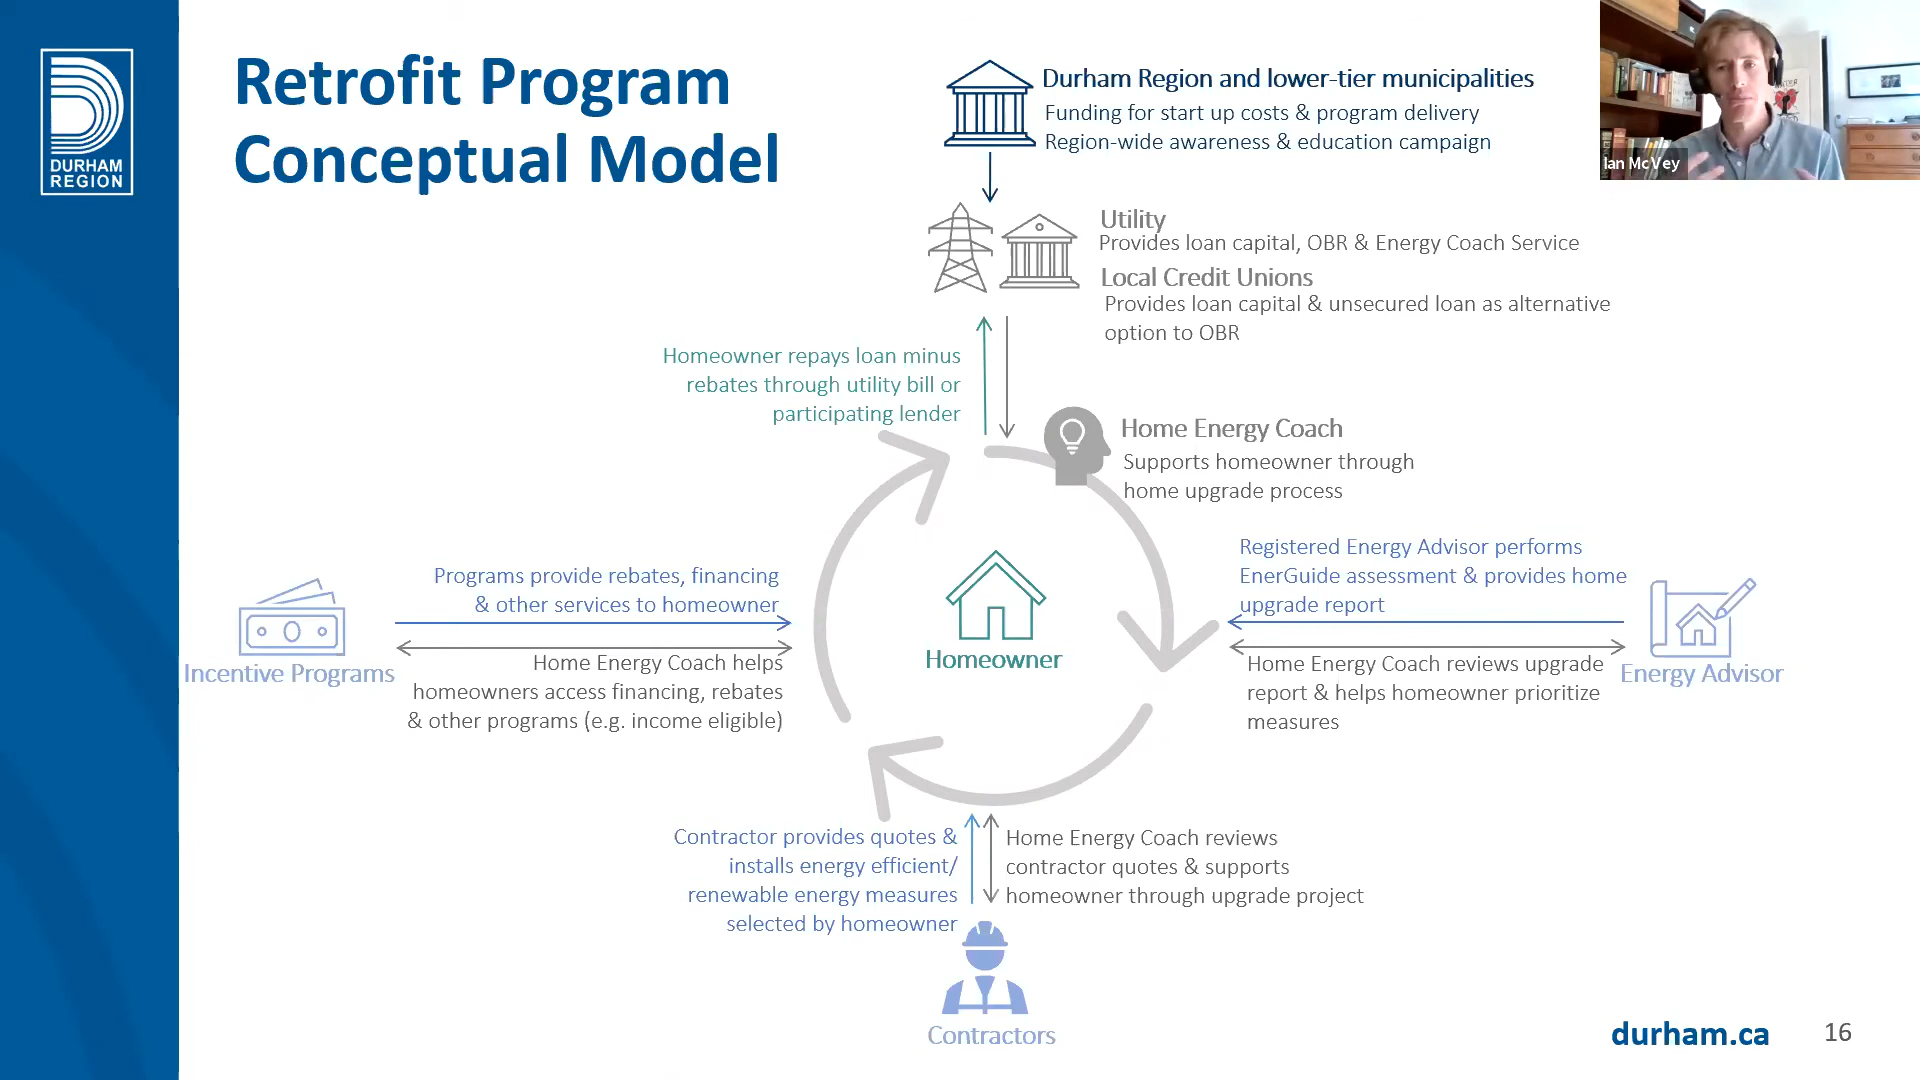 DURHAM
REGION
Retrofit Program
Conceptual Model
Durham Region and lower-tier municipalities
Funding for start up costs & program delivery
Region-wide awareness & education campaign
Ian McVey
Utility
Provides loan capital, OBR & Energy Coach Service
Local Credit Unions
Provides loan capital & unsecured loan as alternative
option to OBR
Homeowner repays loan minus
rebates through utility bill or
participating lender
Home Energy Coach
Supports homeowner through
home upgrade process
Programs provide rebates, financing
& other services to homeowner
Incentive Programs
Home Energy Coach helps
homeowners access financing, rebates
& other programs (e.g. income eligible)
Homeowner
Registered Energy Advisor performs
EnerGuide assessment & provides home
upgrade report
Home Energy Coach reviews upgrade
report & helps homeowner prioritize
measures
Energy Advisor
Contractor provides quotes &
installs energy efficient/
renewable energy measures
selected by homeowner
Home Energy Coach reviews
contractor quotes & supports
homeowner through upgrade project
Contractors
durham.ca
16